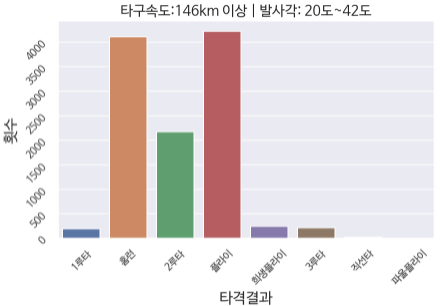 타구속도:146km 이상 | 발사각: 20도~42도
횟수
4000
3500
3000
2500
2000
1500
1000
500
0
1루타
홈런
2루타
플라이
희생플라이
3루타
직선타
파울플라이
타격결과